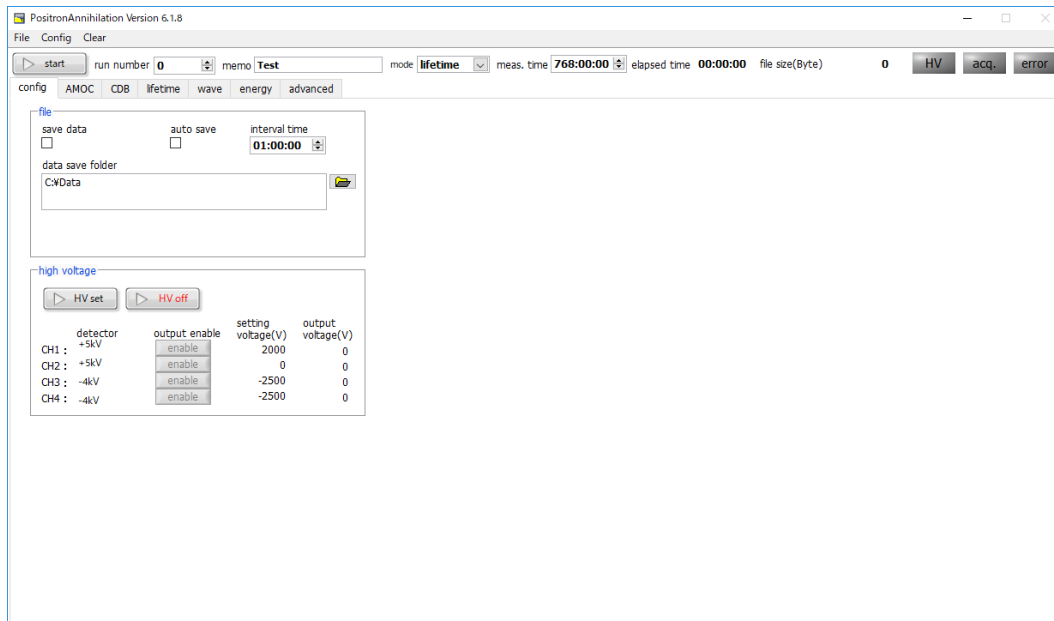 PositronAnnihilation Version 6.1.8
File Config Clear
start run number 0 memo Test mode lifetime meas. time 768:00:00 elapsed time 00:00:00 file size(Byte) 0 HV acq. error
config AMOC CDB lifetime wave energy advanced
file
save data auto save interval time
01:00:00
data save folder
C:¥Data
high voltage
HV set HV off
detector output enable setting voltage(V) output voltage(V)
CH1 : +5kV enable 2000 0
CH2 : +5kV enable 0 0
CH3 : -4kV enable -2500 0
CH4 : -4kV enable -2500 0